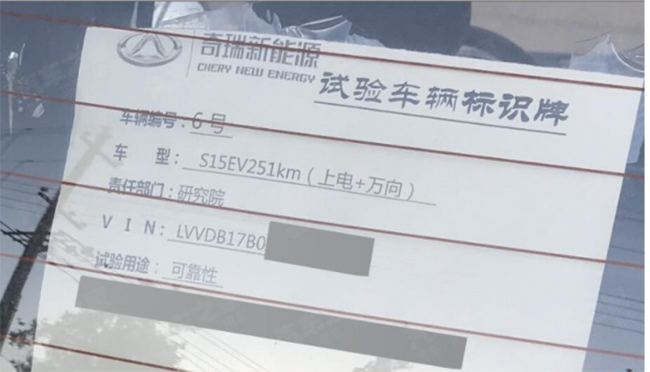 奇瑞新能源
CHERY NEW ENERGY
试验车辆标识牌
车辆编号：6号
车 型：S15EV251km（上电+万向）
责任部门：研究院
V I N：LVVDB17B0
试验用途：可靠性